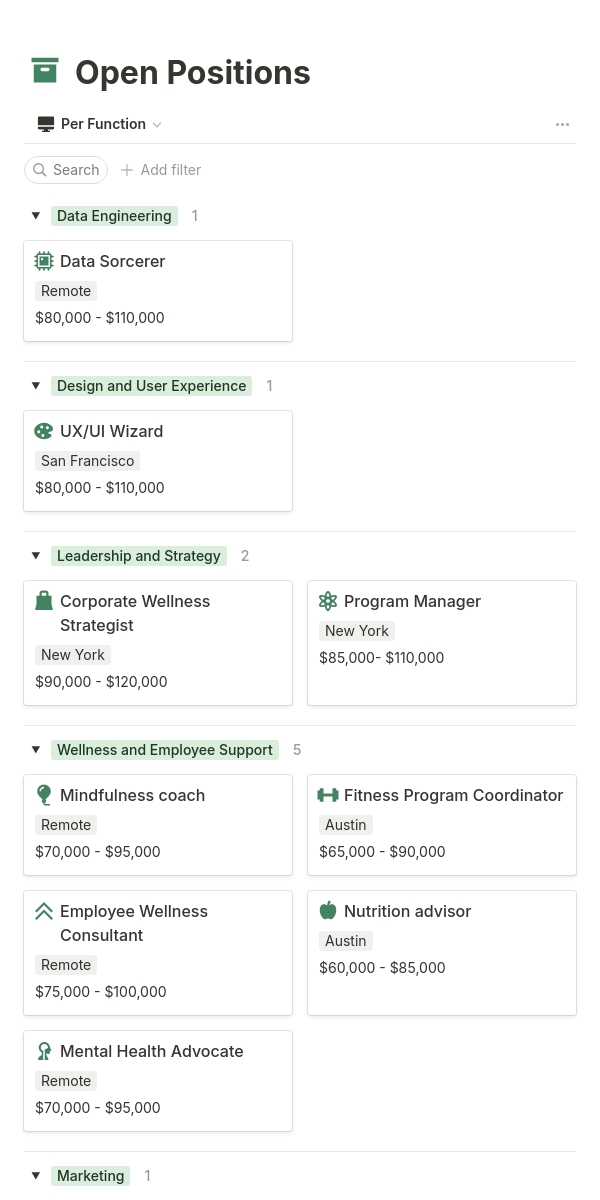 Open Positions
Per Function
Search
Add filter
Data Engineering 1
Data Sorcerer
Remote
$80,000 - $110,000
Design and User Experience 1
UX/UI Wizard
San Francisco
$80,000 - $110,000
Leadership and Strategy 2
Corporate Wellness
Strategist
New York
$90,000 - $120,000
Program Manager
New York
$85,000- $110,000
Wellness and Employee Support 5
Mindfulness coach
Remote
$70,000 - $95,000
Fitness Program Coordinator
Austin
$65,000 - $90,000
Employee Wellness
Consultant
Remote
$75,000 - $100,000
Nutrition advisor
Austin
$60,000 - $85,000
Mental Health Advocate
Remote
$70,000 - $95,000
Marketing 1